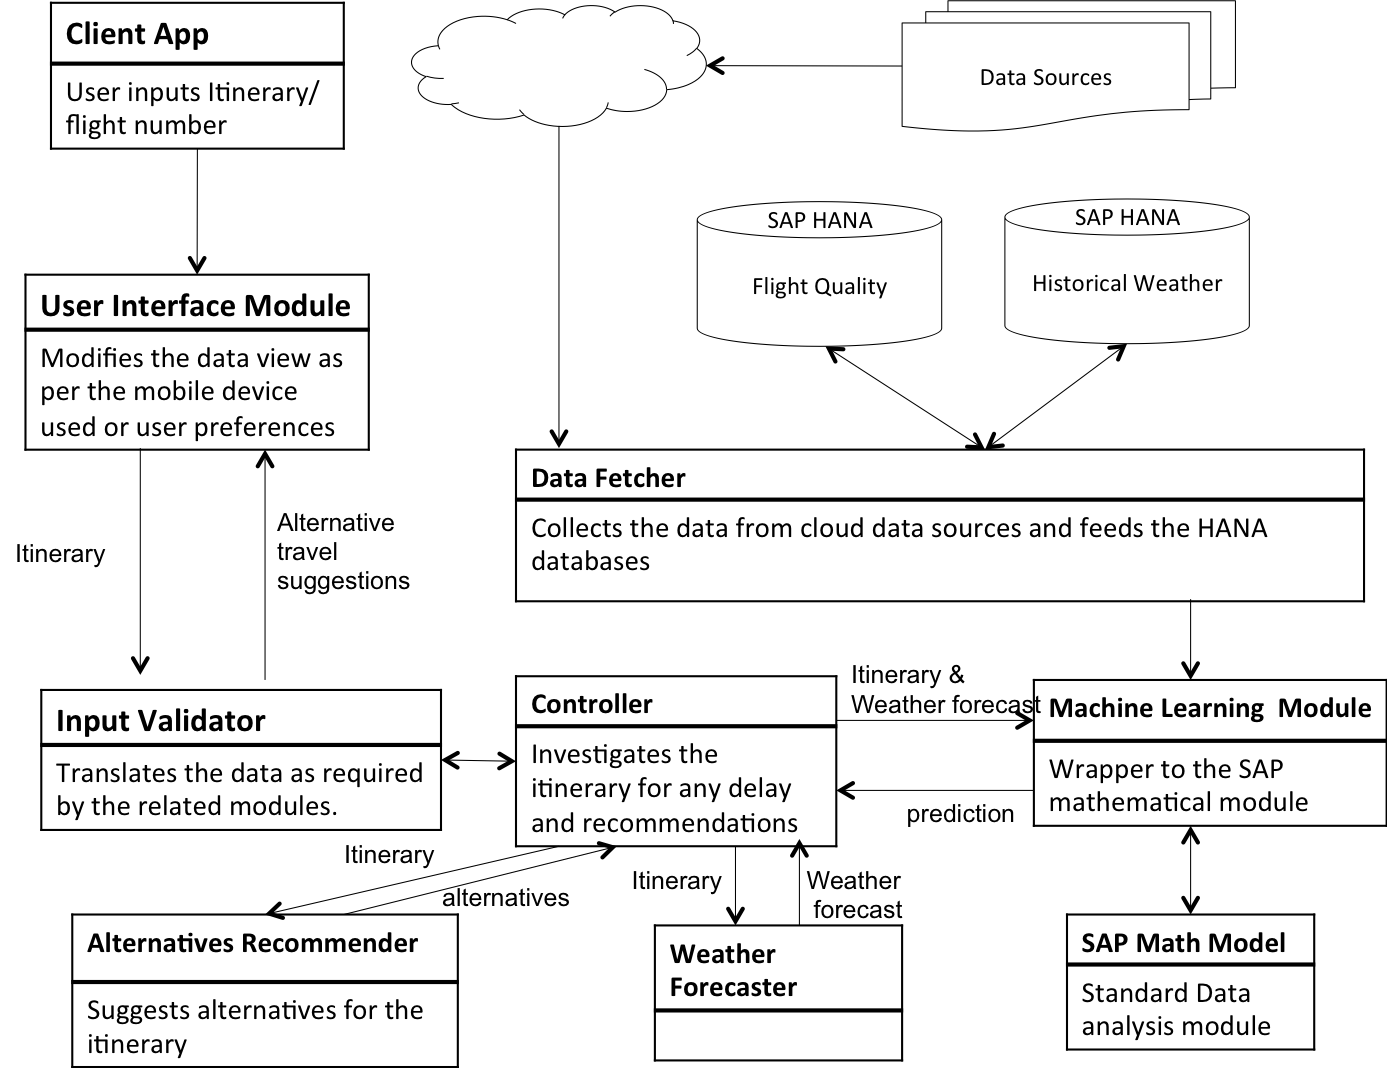 Client App
User inputs Itinerary/
flight number
Data Sources
SAP HANA
Flight Quality
SAP HANA
Historical Weather
User Interface Module
Modifies the data view as
per the mobile device
used or user preferences
Data Fetcher
Collects the data from cloud data sources and feeds the HANA
databases
Itinerary
Alternative
travel
suggestions
Input Validator
Translates the data as required
by the related modules.
Controller
Investigates the
itinerary for any delay
and recommendations
Itinerary &
Weather forecast
prediction
Machine Learning  Module
Wrapper to the SAP
mathematical module
Itinerary
alternatives
Itinerary
Weather
forecast
Alternatives Recommender
Suggests alternatives for the
itinerary
Weather
Forecaster
SAP Math Model
Standard Data
analysis module